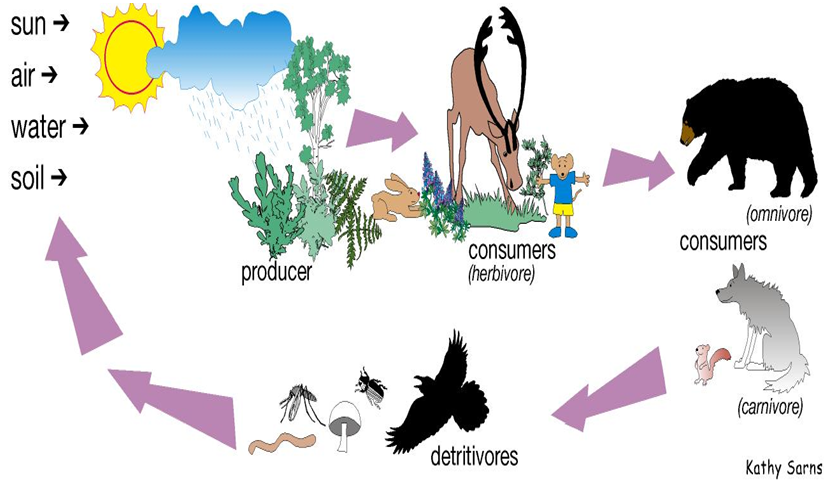 sun →
air →
water →
soil →
producer
consumers
(herbivore)
(omnivore)
consumers
(carnivore)
detritivores
Kathy Sarns